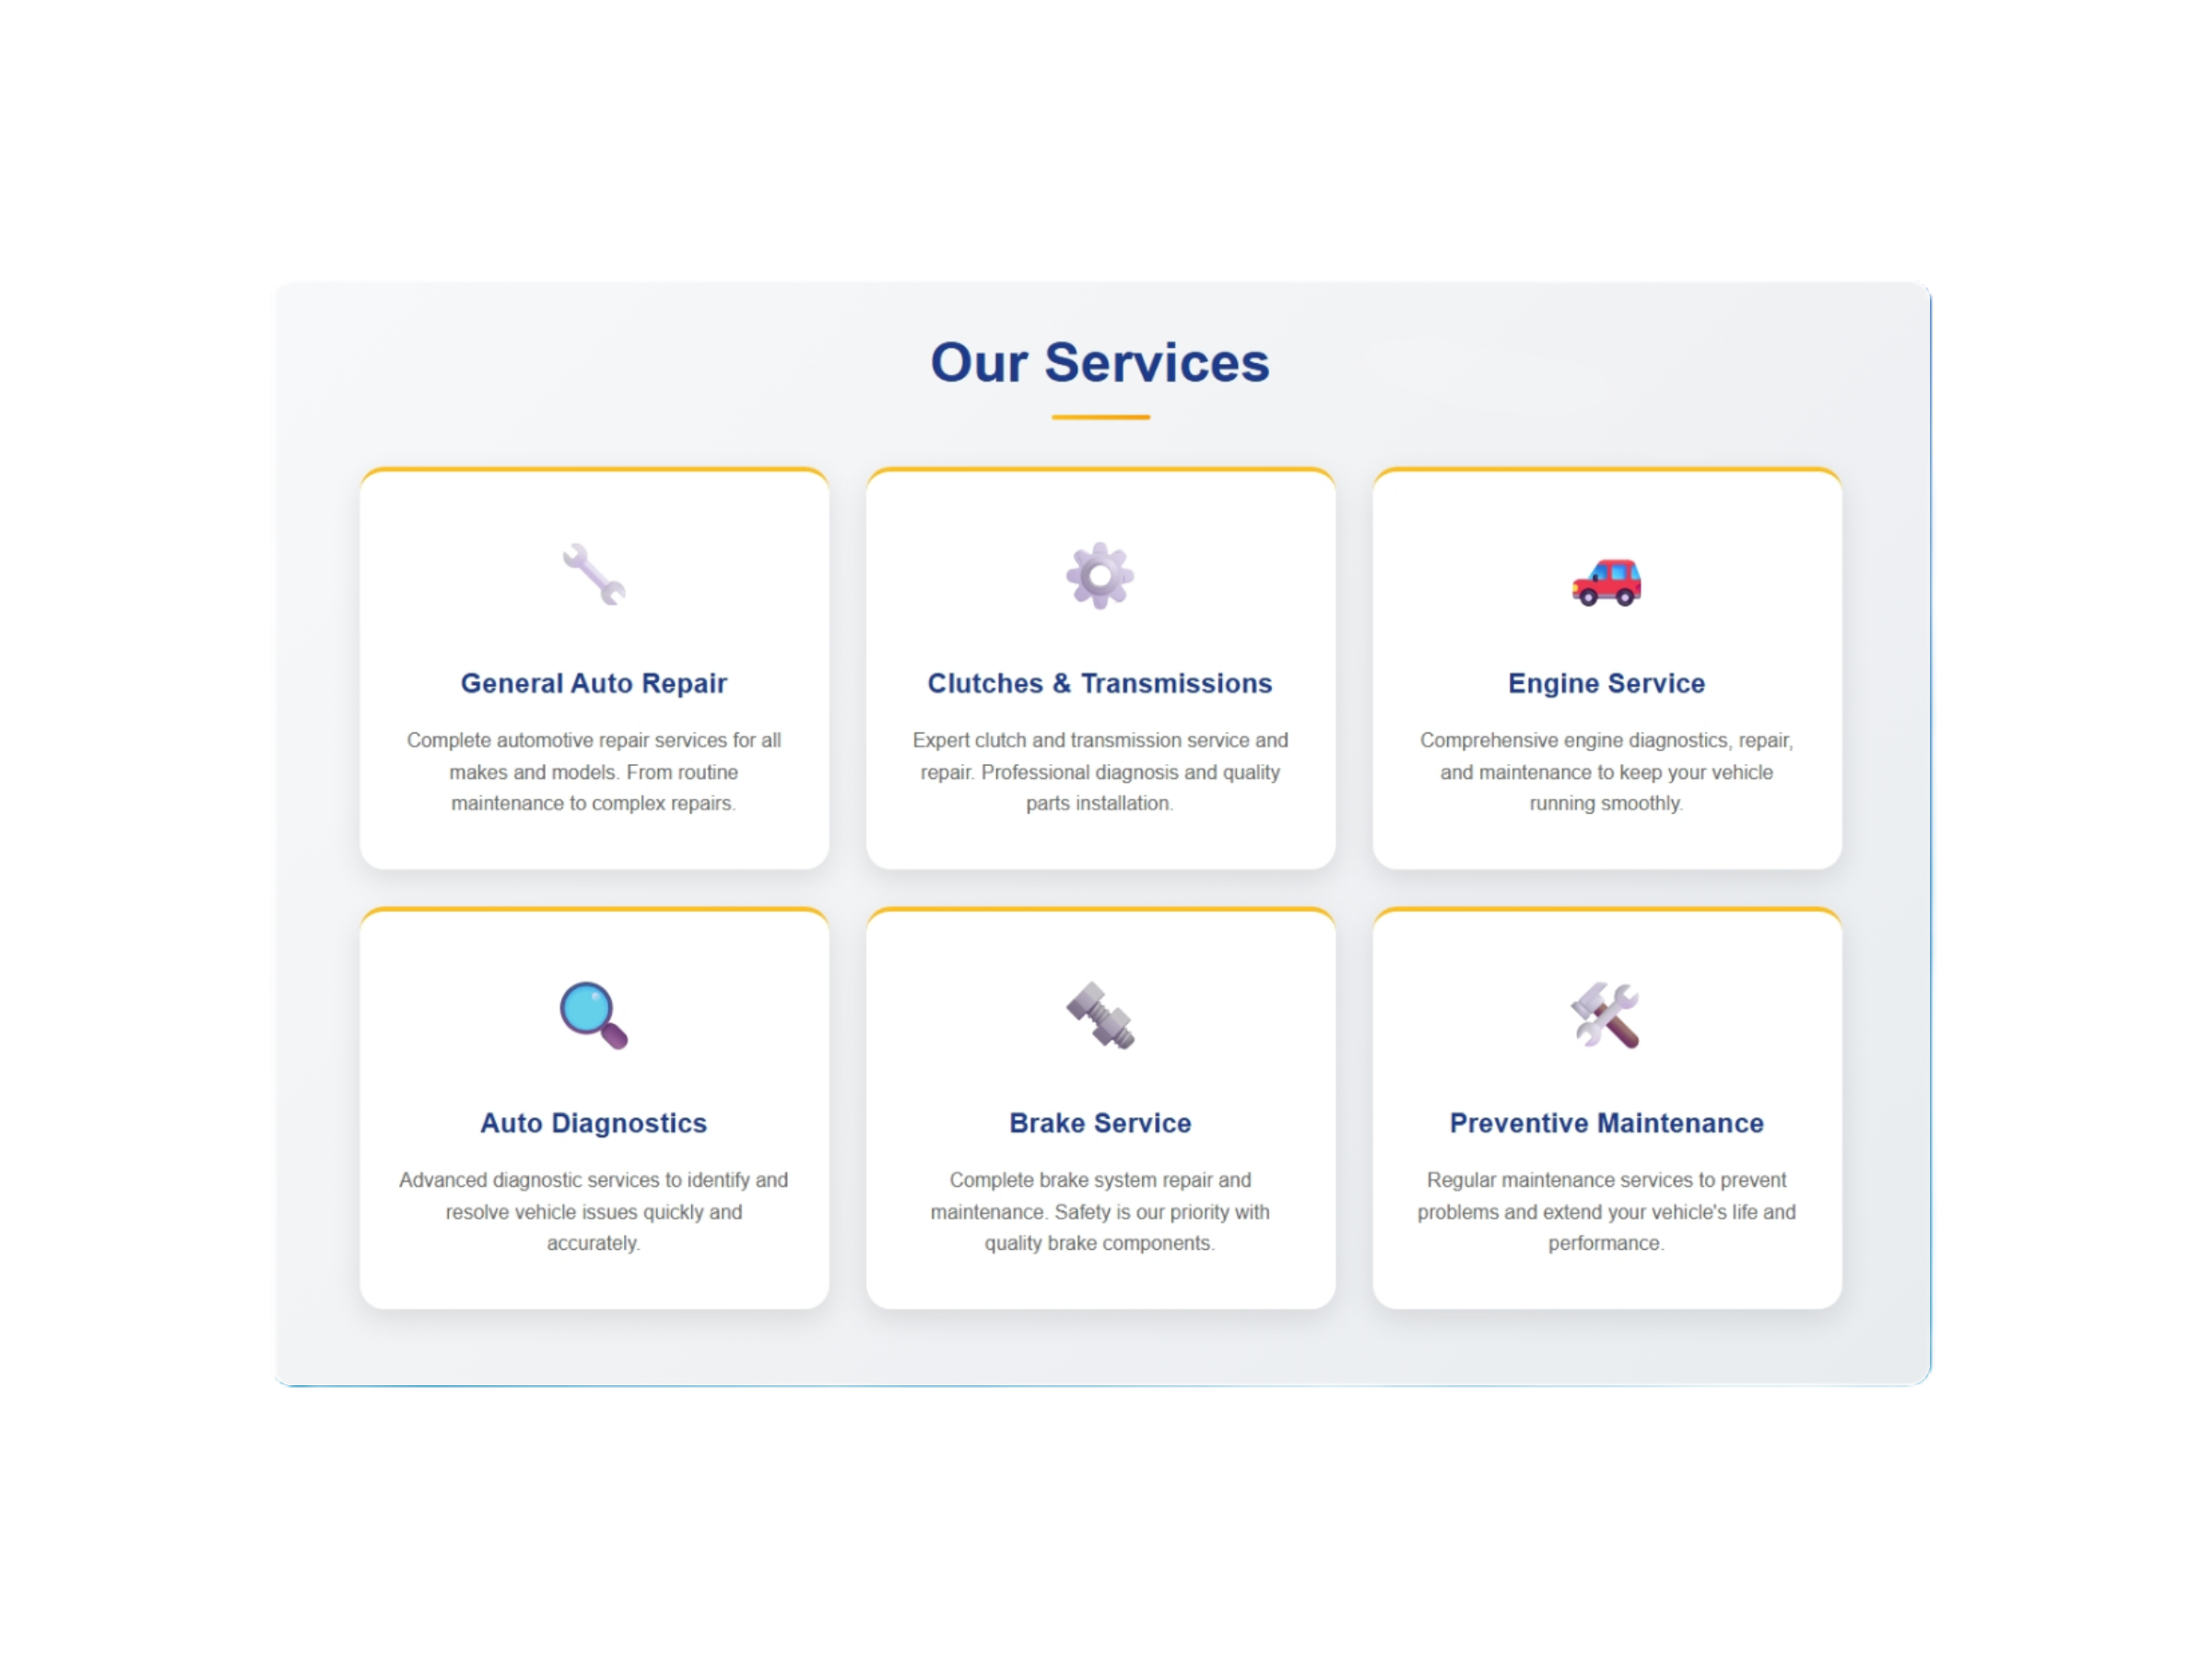 Our Services
General Auto Repair
Complete automotive repair services for all
makes and models. From routine
maintenance to complex repairs.
Clutches & Transmissions
Expert clutch and transmission service and
repair. Professional diagnosis and quality
parts installation.
Engine Service
Comprehensive engine diagnostics, repair,
and maintenance to keep your vehicle
running smoothly.
Auto Diagnostics
Advanced diagnostic services to identify and
resolve vehicle issues quickly and
accurately.
Brake Service
Complete brake system repair and
maintenance. Safety is our priority with
quality brake components.
Preventive Maintenance
Regular maintenance services to prevent
problems and extend your vehicle's life and
performance.